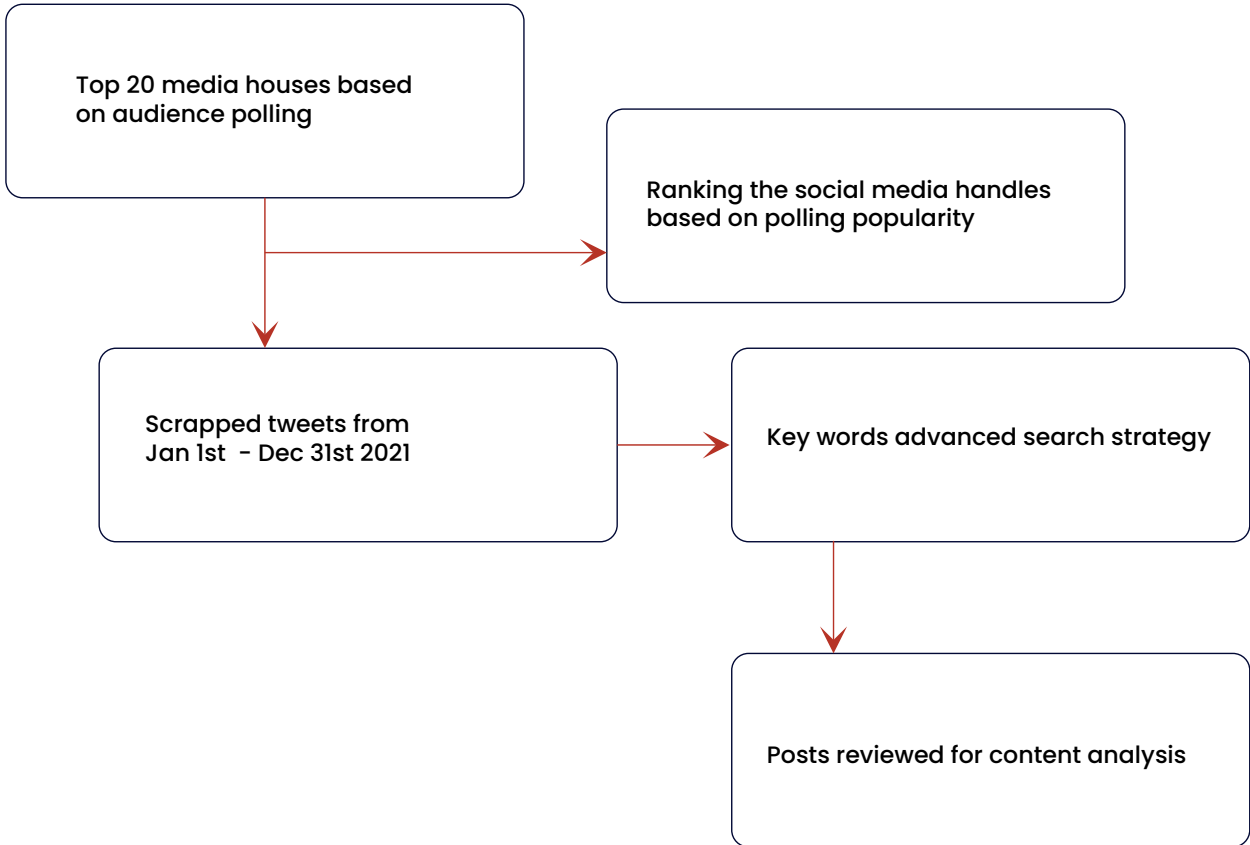 Top 20 media houses based
on audience polling
Ranking the social media handles
based on polling popularity
Scrapped tweets from
Jan 1st - Dec 31st 2021
Key words advanced search strategy
Posts reviewed for content analysis